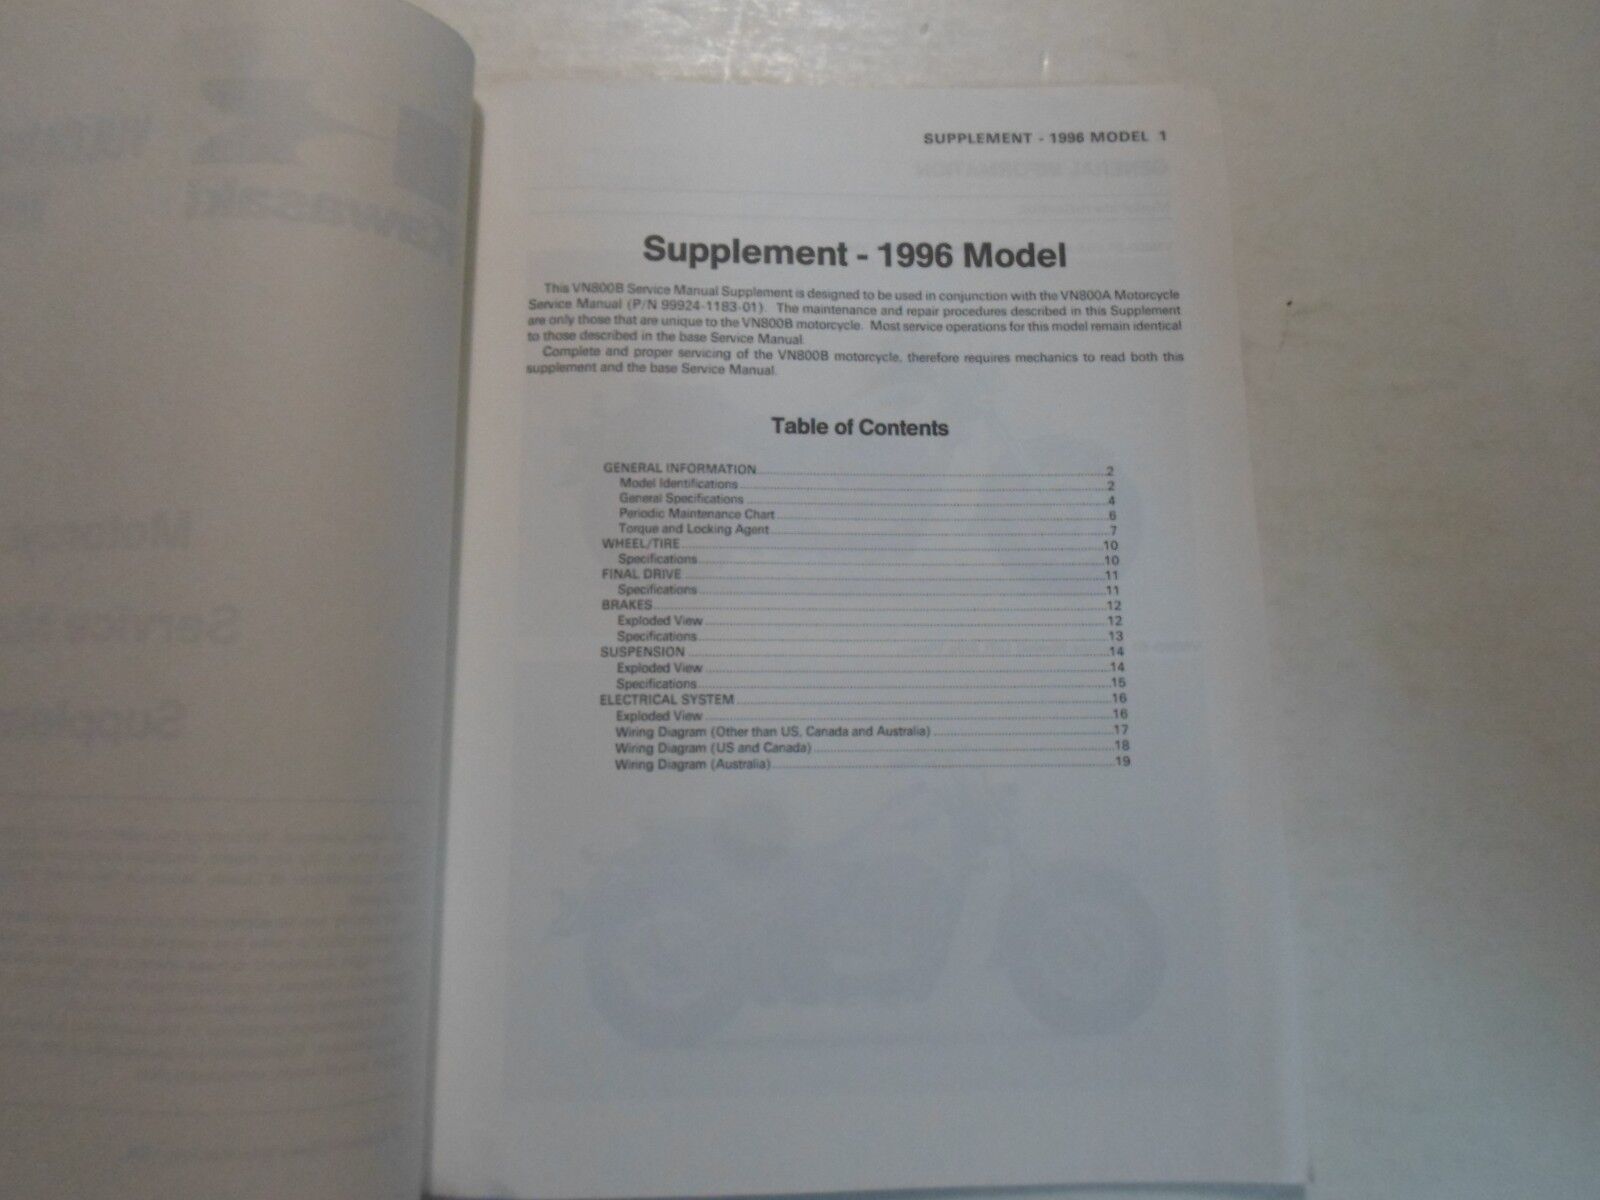 SUPPLEMENT - 1996 MODEL 1
Supplement - 1996 Model
This VN800B Service Manual Supplement is designed to be used in conjunction with the VN800A Motorcycle
Service Manual (P/N 99924-1183-01). The maintenance and repair procedures described in this Supplement
are only those that are unique to the VN800B motorcycle. Most service operations for this model remain identical
to those described in the base Service Manual.
Complete and proper servicing of the VN800B motorcycle, therefore requires mechanics to read both this
supplement and the base Service Manual.
Table of Contents
GENERAL INFORMATION 2
Model Identifications 2
General Specifications 4
Periodic Maintenance Chart 6
Torque and Locking Agent 7
WHEEL/TIRE 10
Specifications 10
FINAL DRIVE 11
Specifications 11
BRAKES 12
Exploded View 12
Specifications 13
SUSPENSION 14
Exploded View 14
Specifications 15
ELECTRICAL SYSTEM 16
Exploded View 16
Wiring Diagram (Other than US, Canada and Australia) 17
Wiring Diagram (US and Canada) 18
Wiring Diagram (Australia) 19
Kawasaki